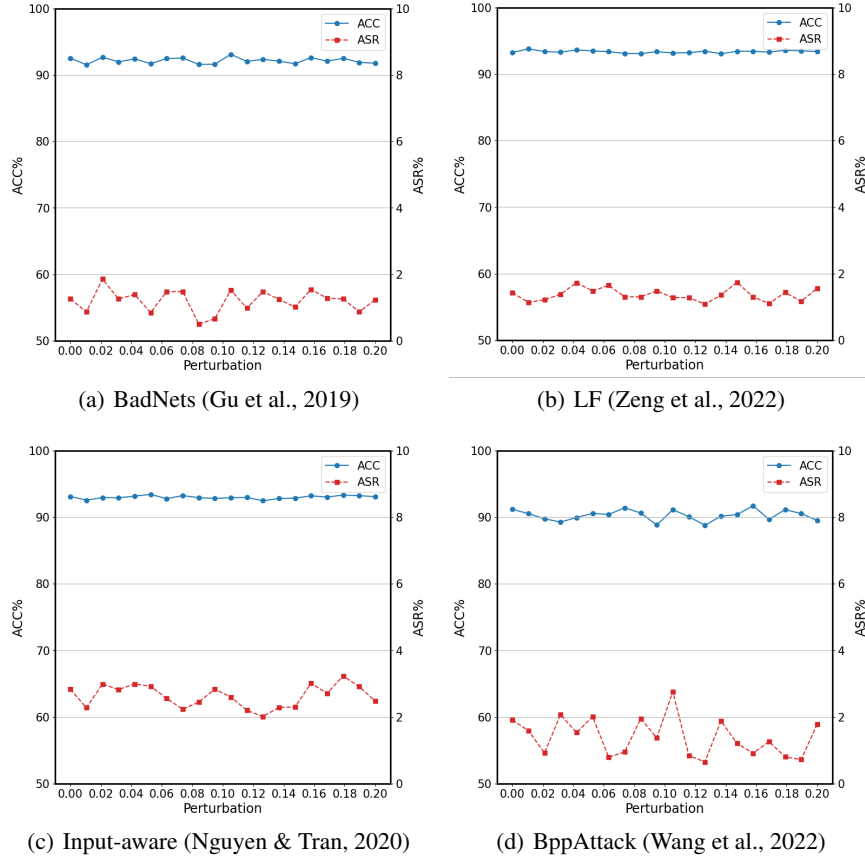 100
90
80
70
60
50
ACC%
10
8
6
4
2
0
ASR%
ACC
ASR
0.00 0.02 0.04 0.06 0.08 0.10 0.12 0.14 0.16 0.18 0.20
Perturbation
(a) BadNets (Gu et al., 2019)
100
90
80
70
60
50
ACC%
10
8
6
4
2
0
ASR%
ACC
ASR
0.00 0.02 0.04 0.06 0.08 0.10 0.12 0.14 0.16 0.18 0.20
Perturbation
(b) LF (Zeng et al., 2022)
100
90
80
70
60
50
ACC%
10
8
6
4
2
0
ASR%
ACC
ASR
0.00 0.02 0.04 0.06 0.08 0.10 0.12 0.14 0.16 0.18 0.20
Perturbation
(c) Input-aware (Nguyen & Tran, 2020)
100
90
80
70
60
50
ACC%
10
8
6
4
2
0
ASR%
ACC
ASR
0.00 0.02 0.04 0.06 0.08 0.10 0.12 0.14 0.16 0.18 0.20
Perturbation
(d) BppAttack (Wang et al., 2022)